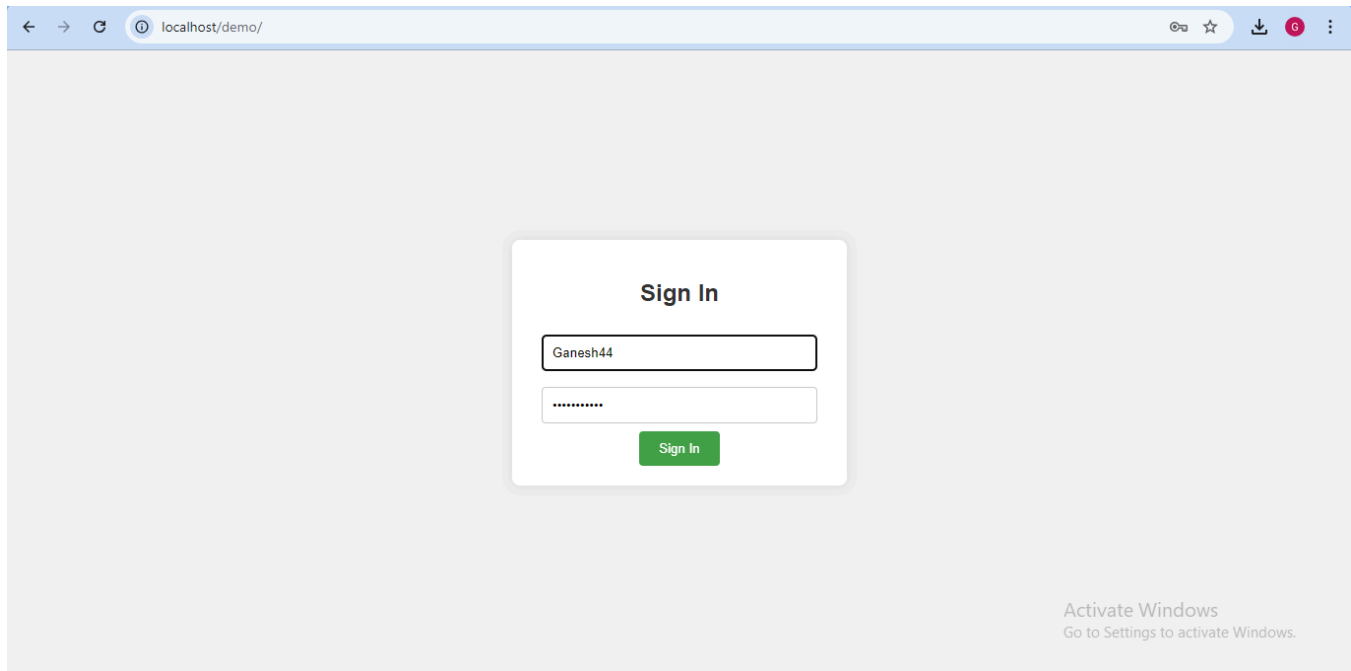 localhost/demo/
G
Sign In
Ganesh44
•••••••••••
Sign In
Activate Windows
Go to Settings to activate Windows.